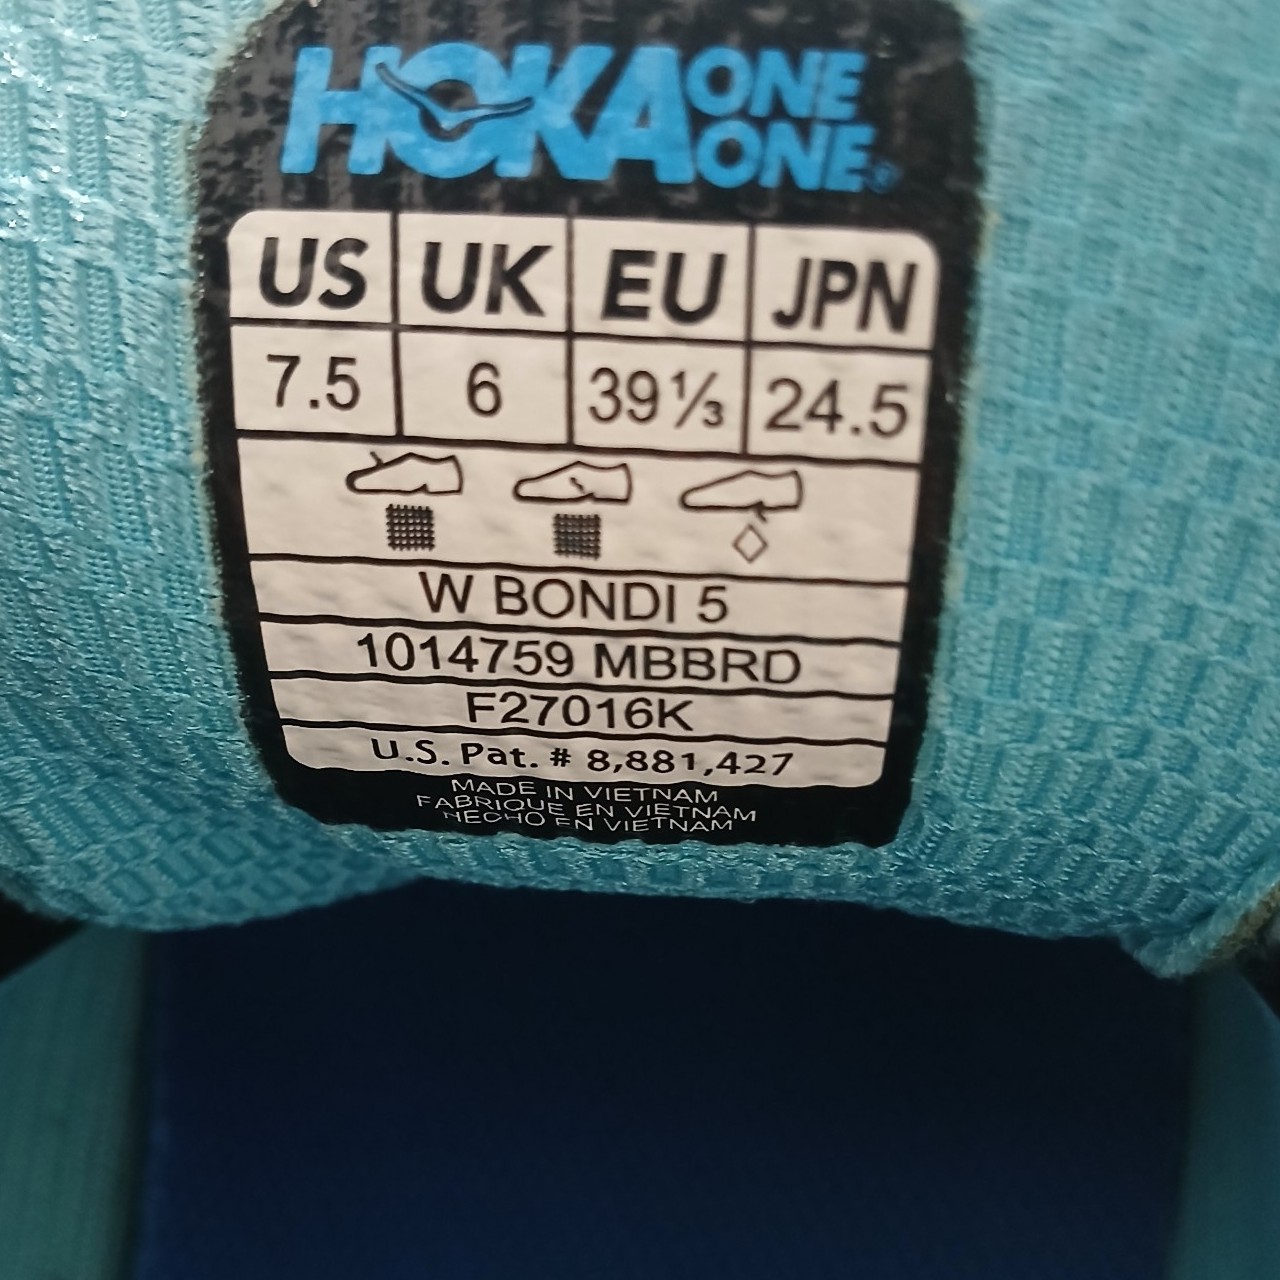 HOKA ONE ONE®
US UK EU JPN
7.5 6 39⅓ 24.5
W BONDI 5
1014759 MBBRD
F27016K
U.S. Pat. # 8,881,427
MADE IN VIETNAM
FABRIQUE EN VIETNAM
HECHO EN VIETNAM